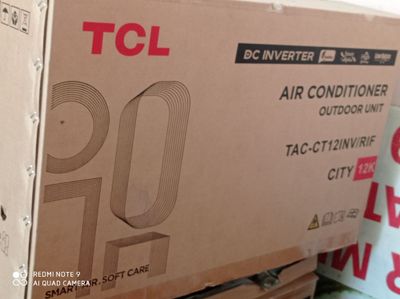 TCL
DC INVERTER
AIR CONDITIONER
OUTDOOR UNIT
TAC-CT12INV/RIF
CITY 12K
SOFT CARE
REDMI NOTE 9
AI QUAD CAMERA